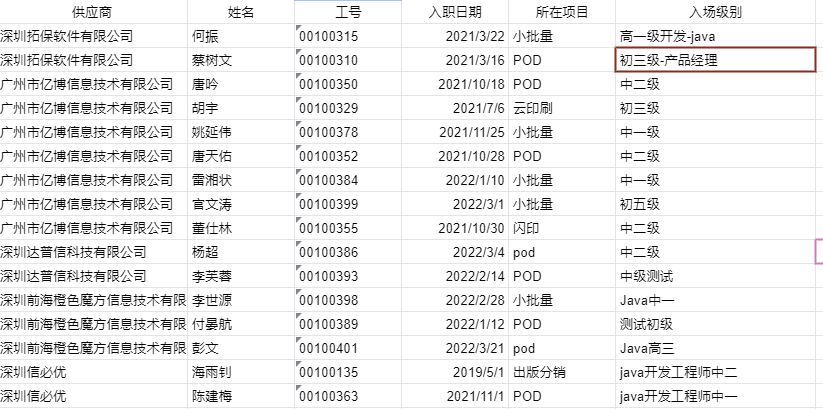 供应商 姓名 工号 入职日期 所在项目 入场级别
深圳拓保软件有限公司 何振 00100315 2021/3/22 小批量 高一级开发-java
深圳拓保软件有限公司 蔡树文 00100310 2021/3/16 POD 初三级-产品经理
广州市亿博信息技术有限公司 唐吟 00100350 2021/10/18 POD 中二级
广州市亿博信息技术有限公司 胡宇 00100329 2021/7/6 云印刷 初三级
广州市亿博信息技术有限公司 姚延伟 00100378 2021/11/25 小批量 中一级
广州市亿博信息技术有限公司 唐天佑 00100352 2021/10/28 POD 中二级
广州市亿博信息技术有限公司 雷湘状 00100384 2022/1/10 小批量 中一级
广州市亿博信息技术有限公司 官文涛 00100399 2022/3/1 小批量 初五级
广州市亿博信息技术有限公司 董仕林 00100355 2021/10/30 闪印 中二级
深圳达普信科技有限公司 杨超 00100386 2022/3/4 pod 中二级
深圳达普信科技有限公司 李芙蓉 00100393 2022/2/14 POD 中级测试
深圳前海橙色魔方信息技术有限 李世源 00100398 2022/2/28 小批量 Java中一
深圳前海橙色魔方信息技术有限 付晏航 00100389 2022/1/12 POD 测试初级
深圳前海橙色魔方信息技术有限 彭文 00100401 2022/3/21 pod Java高三
深圳信必优 海雨钊 00100135 2019/5/1 出版分销 java开发工程师中二
深圳信必优 陈建梅 00100363 2021/11/1 POD java开发工程师中一